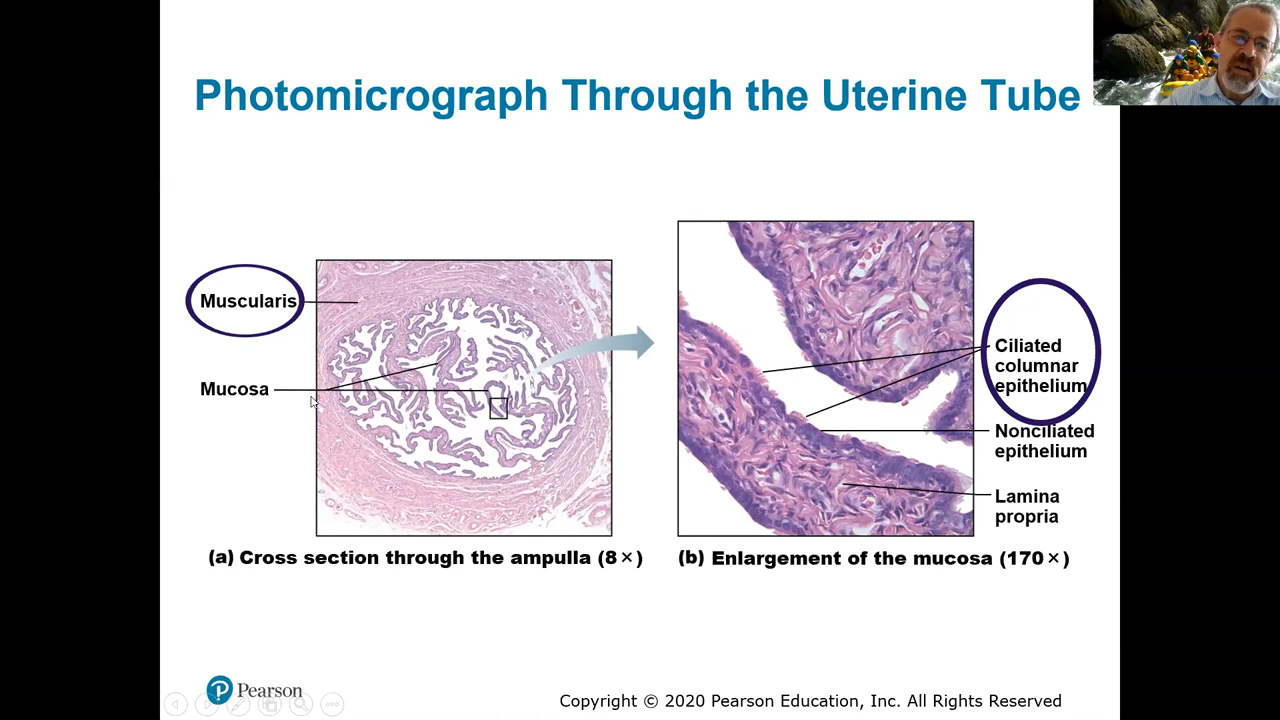 Photomicrograph Through the Uterine Tube
Muscularis
Mucosa
Ciliated
columnar
epithelium
Nonciliated
epithelium
Lamina
propria
(a) Cross section through the ampulla (8×)
(b) Enlargement of the mucosa (170×)
P Pearson
Copyright © 2020 Pearson Education, Inc. All Rights Reserved